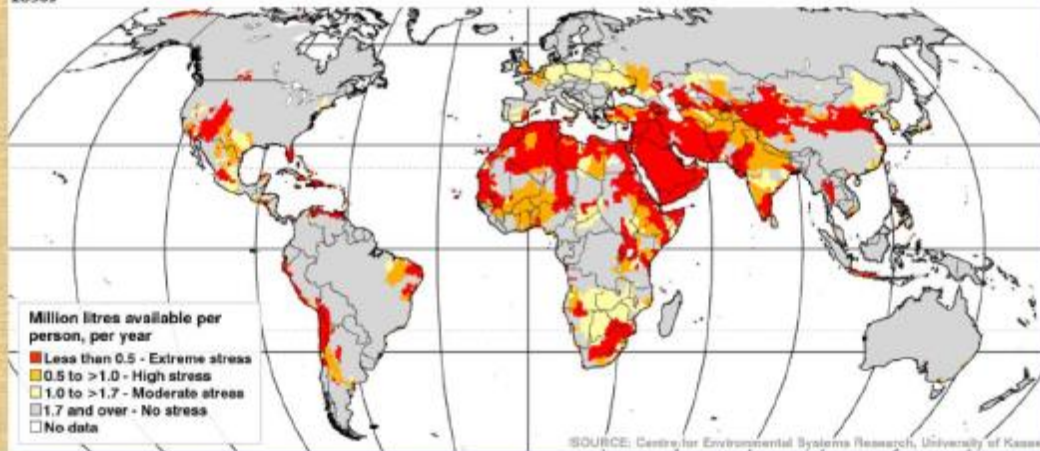 Million litres available per
person, per year
Less than 0.5 - Extreme stress
0.5 to >1.0 - High stress
1.0 to >1.7 - Moderate stress
1.7 and over - No stress
No data
SOURCE: Centre for Environmental Systems Research, University of